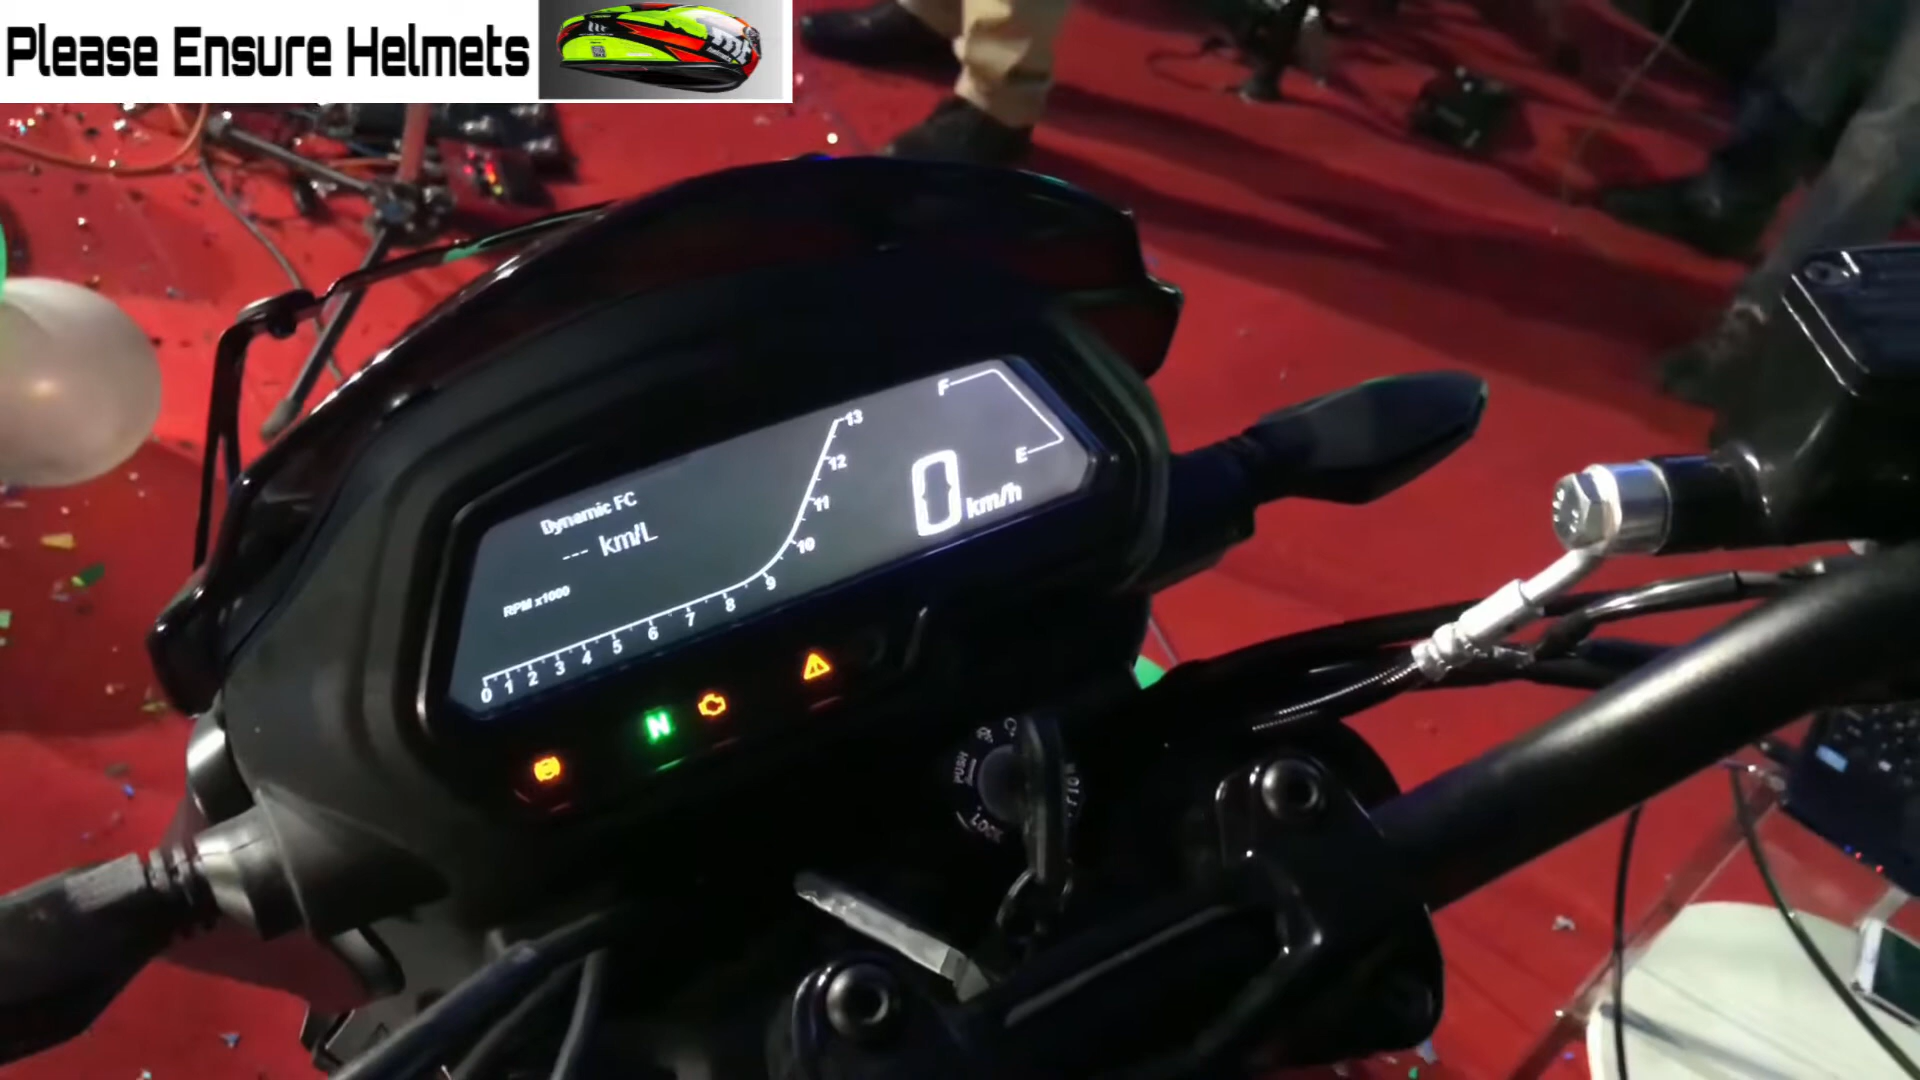 Please Ensure Helmets
mt
F
13
12
E
11
0 km/h
Dynamic FC
--- km/L
10
9
RPM x1000
8
7
6
5
4
3
2
1
0
N
PUSH
LOCK